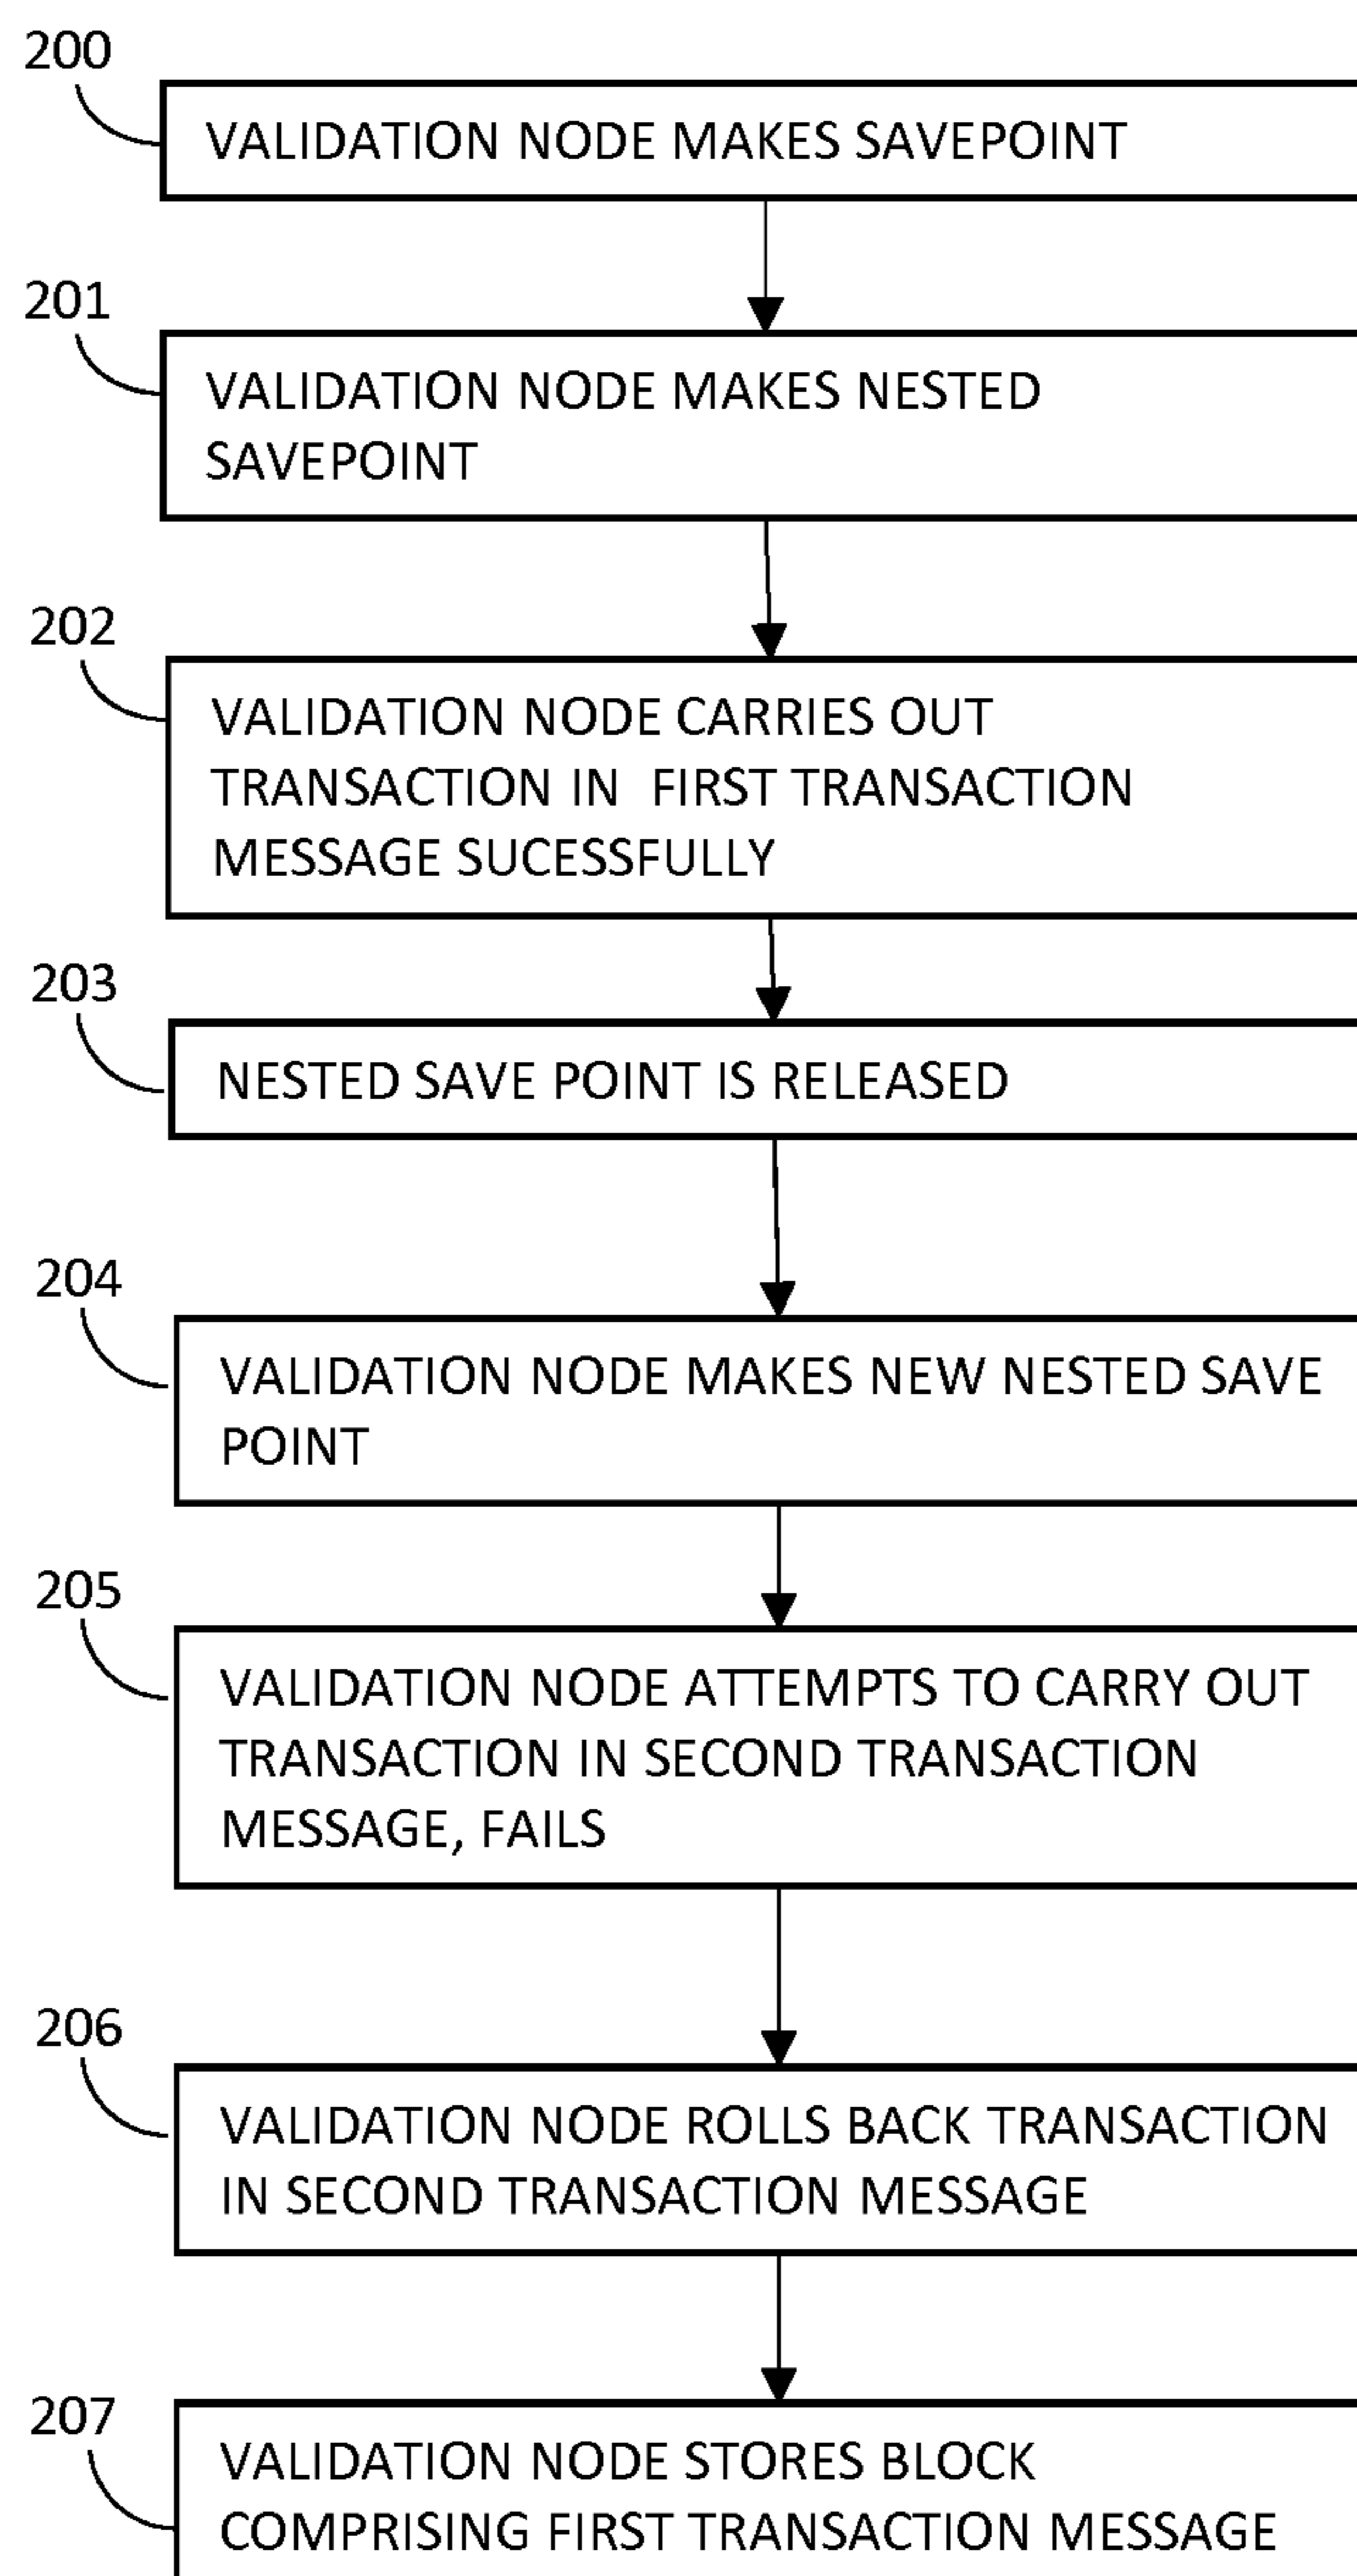 200
VALIDATION NODE MAKES SAVEPOINT
201
VALIDATION NODE MAKES NESTED
SAVEPOINT
202
VALIDATION NODE CARRIES OUT
TRANSACTION IN FIRST TRANSACTION
MESSAGE SUCESSFULLY
203
NESTED SAVE POINT IS RELEASED
204
VALIDATION NODE MAKES NEW NESTED SAVE
POINT
205
VALIDATION NODE ATTEMPTS TO CARRY OUT
TRANSACTION IN SECOND TRANSACTION
MESSAGE, FAILS
206
VALIDATION NODE ROLLS BACK TRANSACTION
IN SECOND TRANSACTION MESSAGE
207
VALIDATION NODE STORES BLOCK
COMPRISING FIRST TRANSACTION MESSAGE